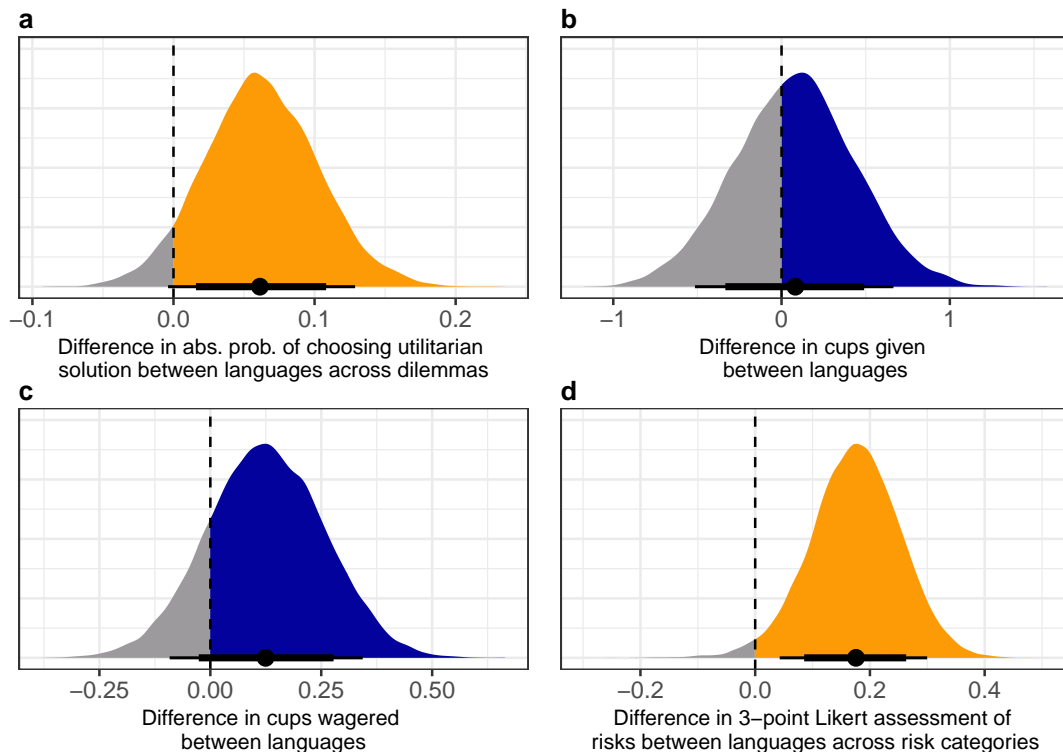 a
−0.1 0.0 0.1 0.2
Difference in abs. prob. of choosing utilitarian
solution between languages across dilemmas
b
−1 0 1
Difference in cups given
between languages
c
−0.25 0.00 0.25 0.50
Difference in cups wagered
between languages
d
−0.2 0.0 0.2 0.4
Difference in 3−point Likert assessment of
risks between languages across risk categories